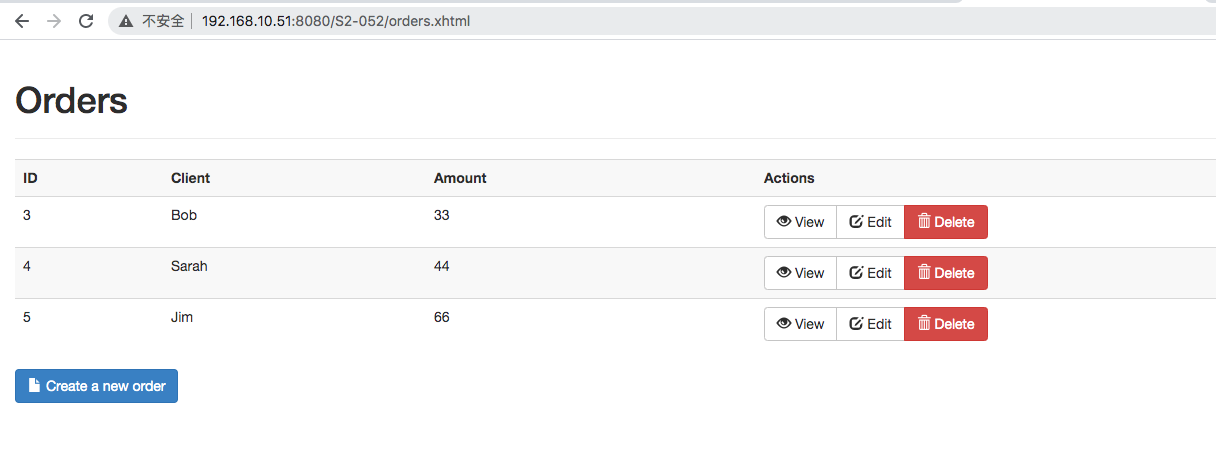 不安全 192.168.10.51:8080/S2-052/orders.xhtml
Orders
ID Client Amount Actions
3 Bob 33 View Edit Delete
4 Sarah 44 View Edit Delete
5 Jim 66 View Edit Delete
Create a new order